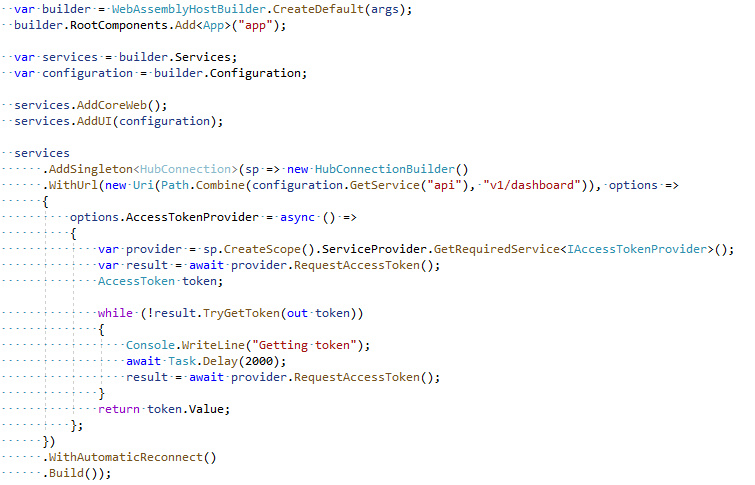 var builder = WebAssemblyHostBuilder.CreateDefault(args);
builder.RootComponents.Add<App>("app");
var services = builder.Services;
var configuration = builder.Configuration;
services.AddCoreWeb();
services.AddUI(configuration);
services
.AddSingleton<HubConnection>(sp => new HubConnectionBuilder()
.WithUrl(new Uri(Path.Combine(configuration.GetService("api"), "v1/dashboard")), options =>
{
options.AccessTokenProvider = async () =>
{
var provider = sp.CreateScope().ServiceProvider.GetRequiredService<IAccessTokenProvider>();
var result = await provider.RequestAccessToken();
AccessToken token;
while (!result.TryGetToken(out token))
{
Console.WriteLine("Getting token");
await Task.Delay(2000);
result = await provider.RequestAccessToken();
}
return token.Value;
};
})
.WithAutomaticReconnect()
.Build());